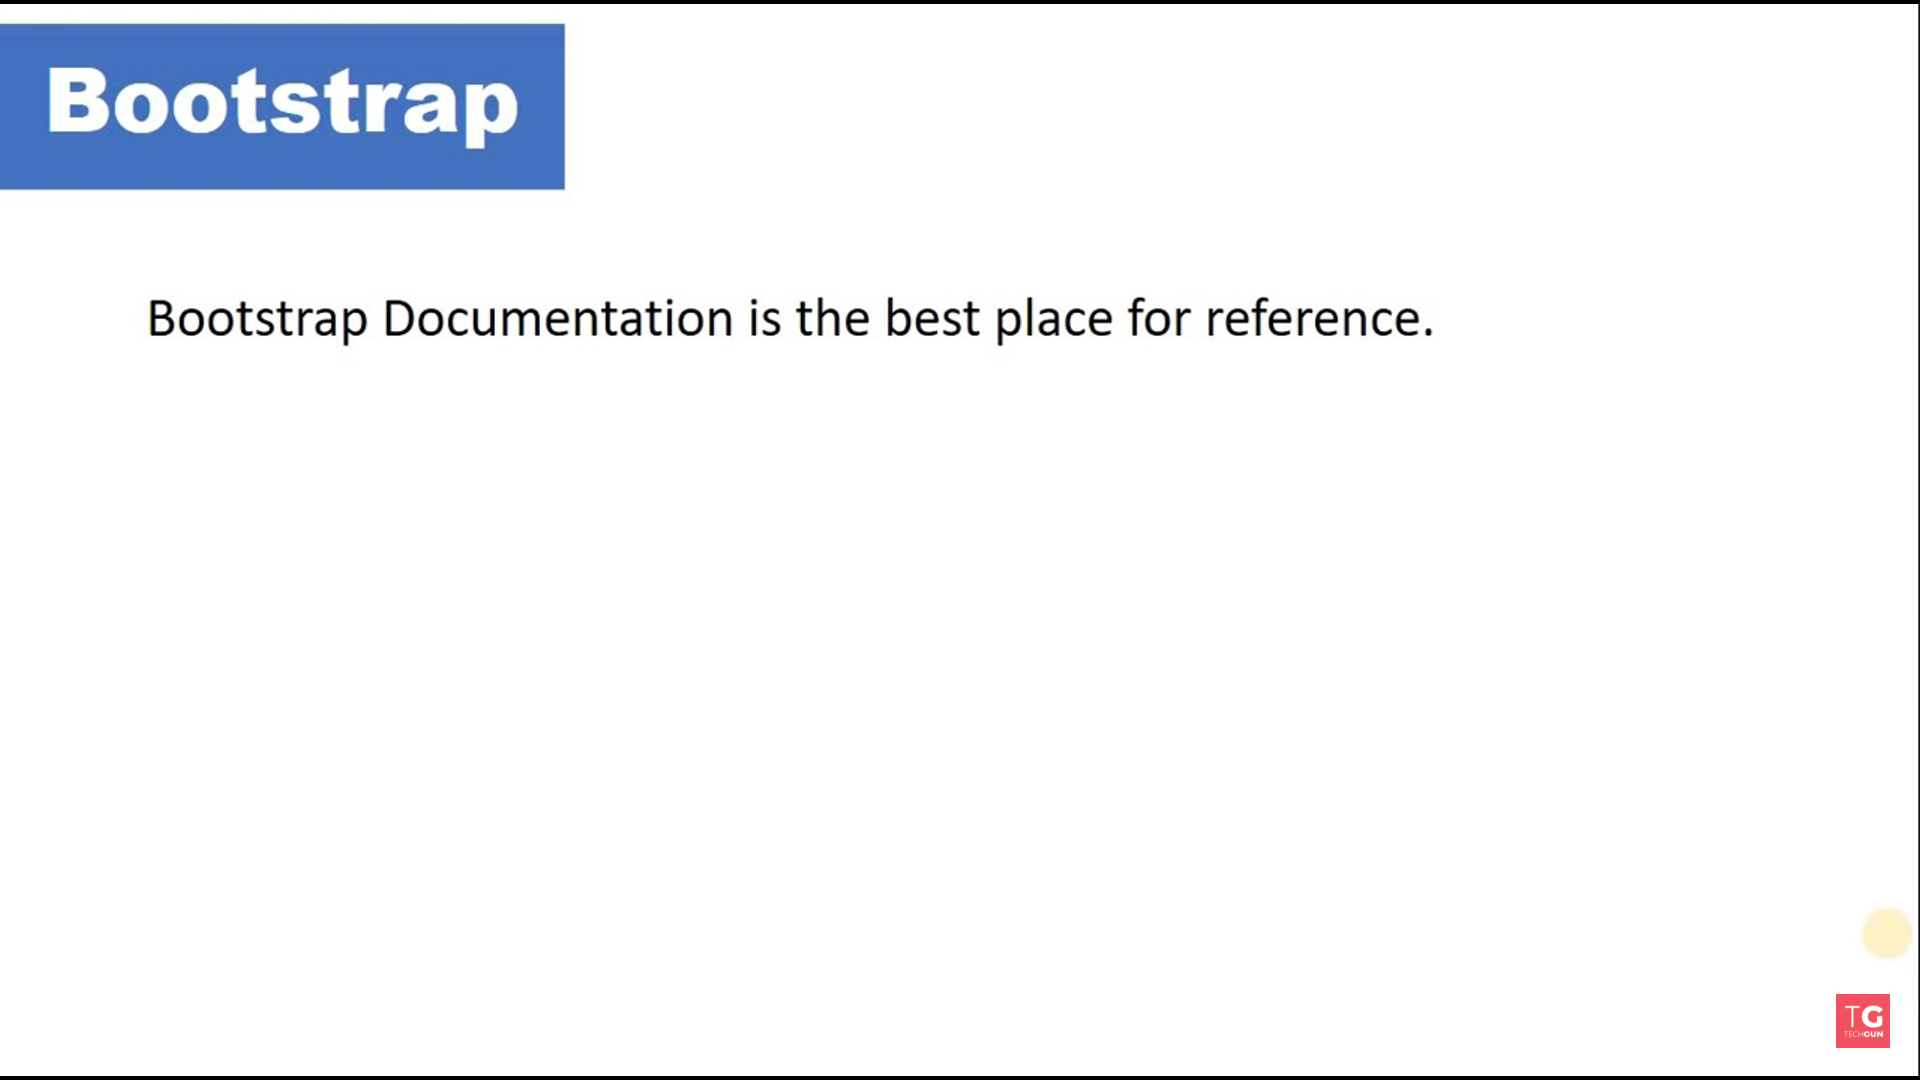 Bootstrap
Bootstrap Documentation is the best place for reference.
TG
TECHGUN